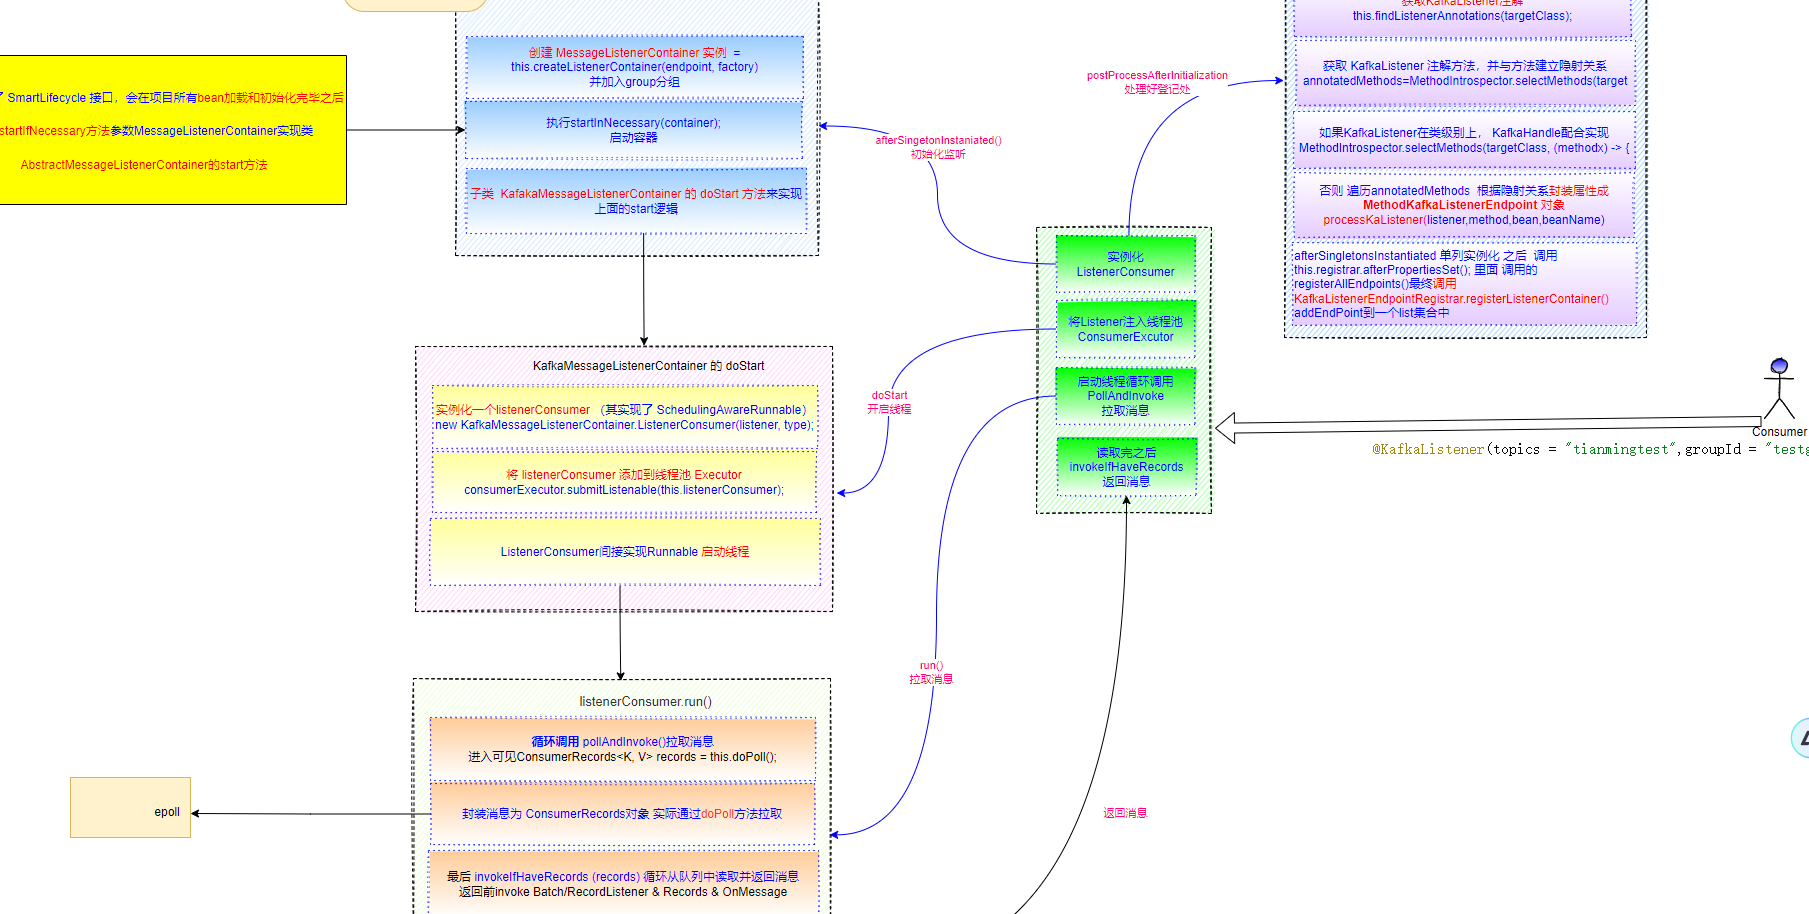 了 SmartLifecycle 接口，会在项目所有bean加载和初始化完毕之后
startIfNecessary方法参数MessageListenerContainer实现类
AbstractMessageListenerContainer的start方法
创建 MessageListenerContainer 实例 =
this.createListenerContainer(endpoint, factory)
并加入group分组
执行startInNecessary(container);
启动容器
子类 KafakaMessageListenerContainer 的 doStart 方法来实现
上面的start逻辑
KafkaMessageListenerContainer 的 doStart
实例化一个listenerConsumer （其实现了 SchedulingAwareRunnable）
new KafkaMessageListenerContainer.ListenerConsumer(listener, type);
将 listenerConsumer 添加到线程池 Executor
consumerExecutor.submitListenable(this.listenerConsumer);
ListenerConsumer间接实现Runnable 启动线程
listenerConsumer.run()
循环调用 pollAndInvoke()拉取消息
进入可见ConsumerRecords<K, V> records = this.doPoll();
封装消息为 ConsumerRecords对象 实际通过doPoll方法拉取
最后 invokeIfHaveRecords (records) 循环从队列中读取并返回消息
返回前invoke Batch/RecordListener & Records & OnMessage
epoll
afterSingetonInstaniated()
初始化监听
doStart
开启线程
run()
拉取消息
postProcessAfterInitialization
处理好登记处
实例化
ListenerConsumer
将Listener注入线程池
ConsumerExcutor
启动线程循环调用
PollAndInvoke
拉取消息
读取完之后
invokeIfHaveRecords
返回消息
返回消息
获取KafkaListener注解
this.findListenerAnnotations(targetClass);
获取 KafkaListener 注解方法，并与方法建立隐射关系
annotatedMethods=MethodIntrospector.selectMethods(target
如果KafkaListener在类级别上， KafkaHandle配合实现
MethodIntrospector.selectMethods(targetClass, (methodx) -> {
否则 遍历annotatedMethods 根据隐射关系封装属性成
MethodKafkaListenerEndpoint 对象
processKaListener(listener,method,bean,beanName)
afterSingletonsInstantiated 单列实例化 之后 调用
this.registrar.afterPropertiesSet(); 里面 调用的
registerAllEndpoints()最终调用
KafkaListenerEndpointRegistrar.registerListenerContainer()
addEndPoint到一个list集合中
Consumer
@KafkaListener(topics = "tianmingtest",groupId = "testg